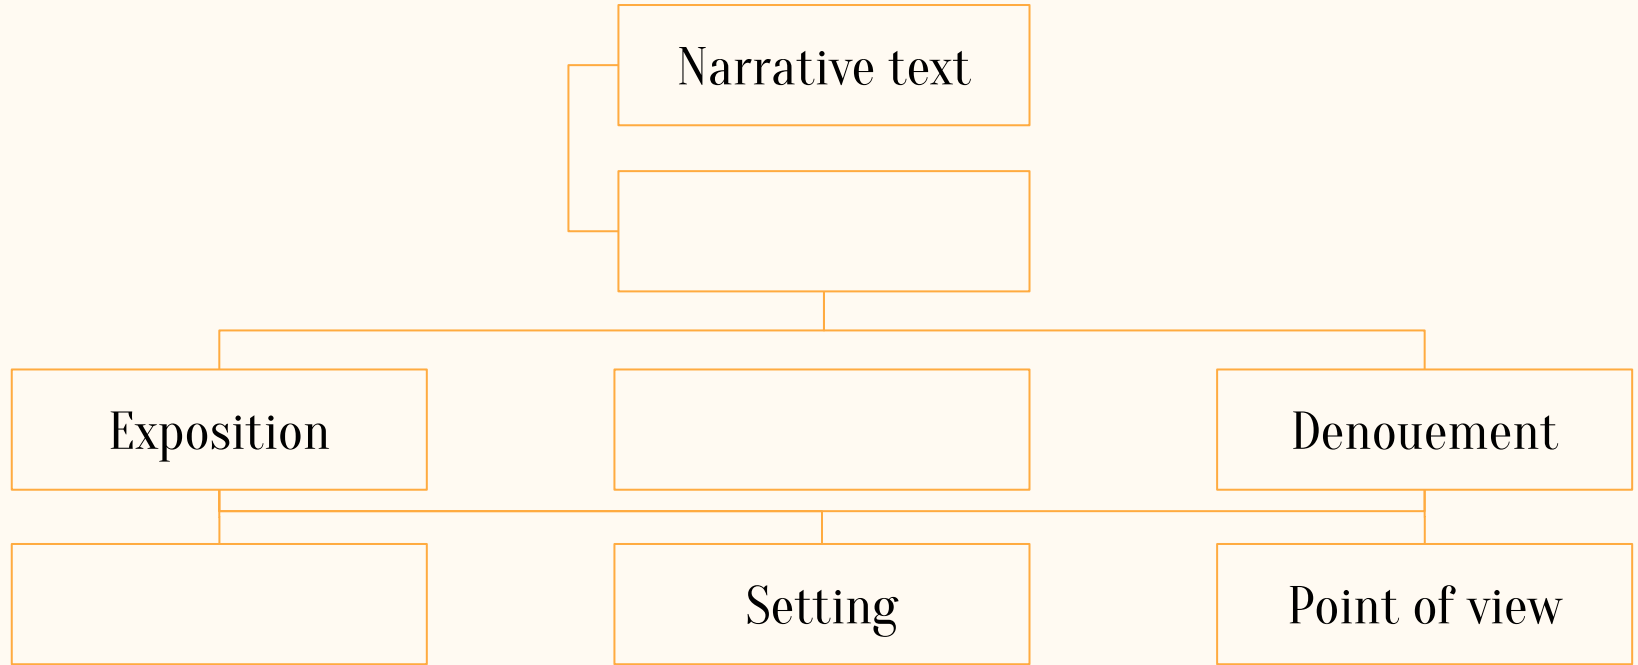 Narrative text
Exposition
Denouement
Setting
Point of view